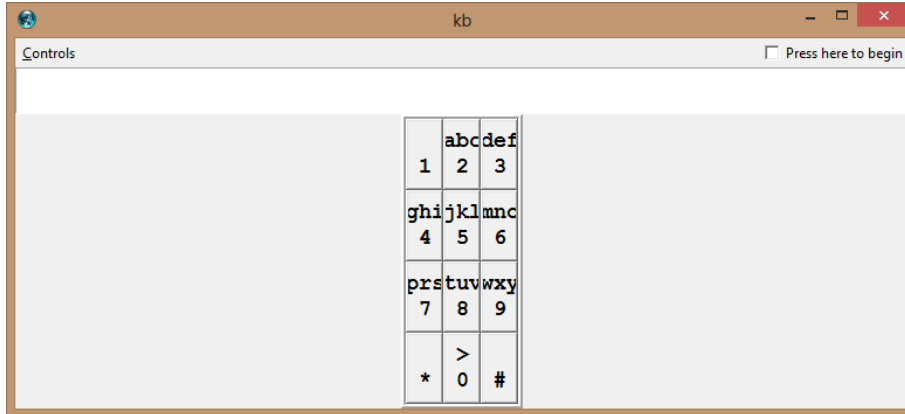 kb
Controls
Press here to begin
abc def
1 2 3
ghi jkl mnc
4 5 6
prs tuv wxy
7 8 9
>
* 0 #